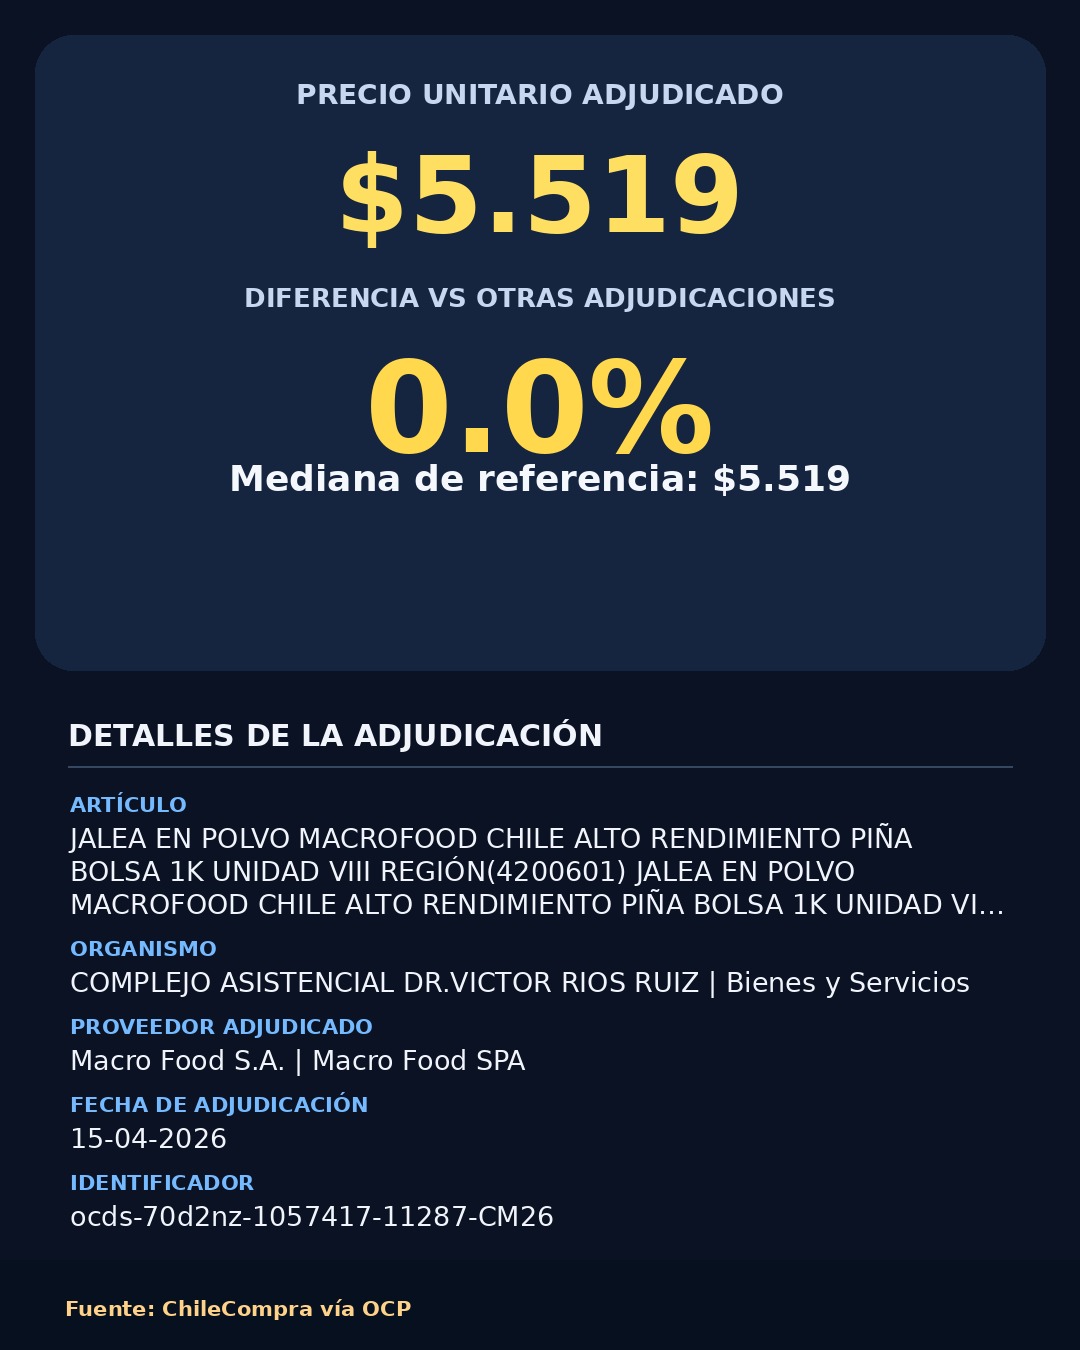 PRECIO UNITARIO ADJUDICADO
$5.519
DIFERENCIA VS OTRAS ADJUDICACIONES
0.0%
Mediana de referencia: $5.519
DETALLES DE LA ADJUDICACIÓN
ARTÍCULO
JALEA EN POLVO MACROFOOD CHILE ALTO RENDIMIENTO PIÑA
BOLSA 1K UNIDAD VIII REGIÓN(4200601) JALEA EN POLVO
MACROFOOD CHILE ALTO RENDIMIENTO PIÑA BOLSA 1K UNIDAD VI...
ORGANISMO
COMPLEJO ASISTENCIAL DR.VICTOR RIOS RUIZ | Bienes y Servicios
PROVEEDOR ADJUDICADO
Macro Food S.A. | Macro Food SPA
FECHA DE ADJUDICACIÓN
15-04-2026
IDENTIFICADOR
ocds-70d2nz-1057417-11287-CM26
Fuente: ChileCompra vía OCP